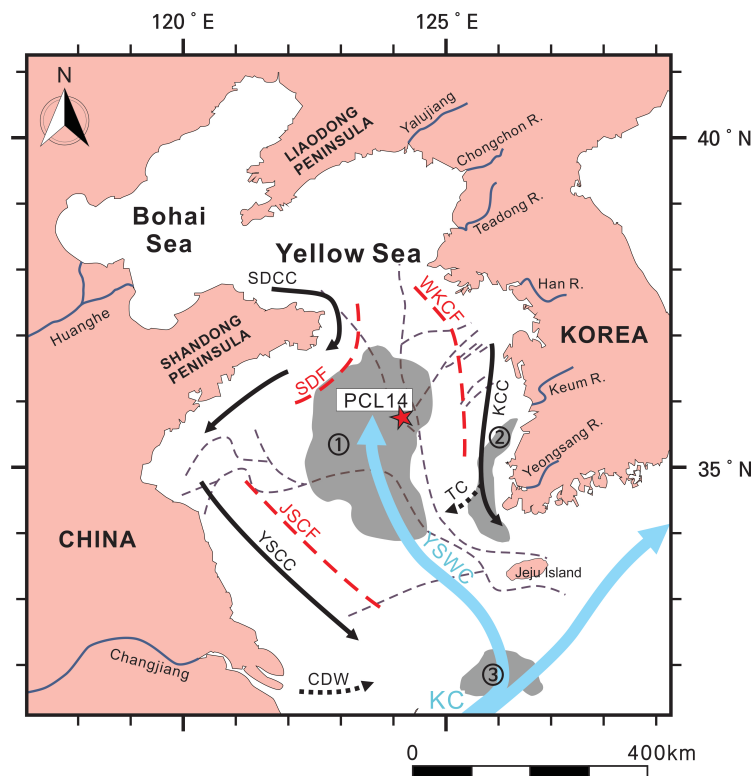 120° E
125° E
N
40° N
35° N
LIAODONG
PENINSULA
Yalujiang
Chongchon R.
Teadong R.
Bohai
Sea
Yellow Sea
SDCC
WKCF
Han R.
Huanghe
SHANDONG
PENINSULA
SDF
KOREA
PCL14
KCC
Keum R.
①
②
Yeongsang R.
TC
JSCF
CHINA
YSCC
YSWC
Jeju Island
Changjiang
CDW
③
KC
0
400km